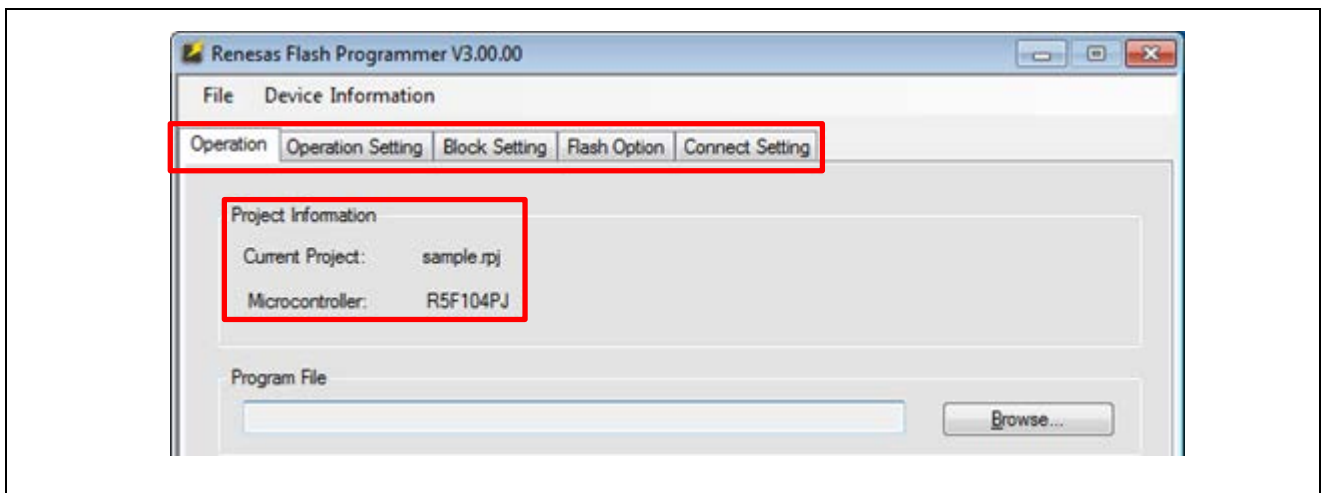 Renesas Flash Programmer V3.00.00
File Device Information
Operation Operation Setting Block Setting Flash Option Connect Setting
Project Information
Current Project: sample.rpj
Microcontroller: R5F104PJ
Program File
Browse...